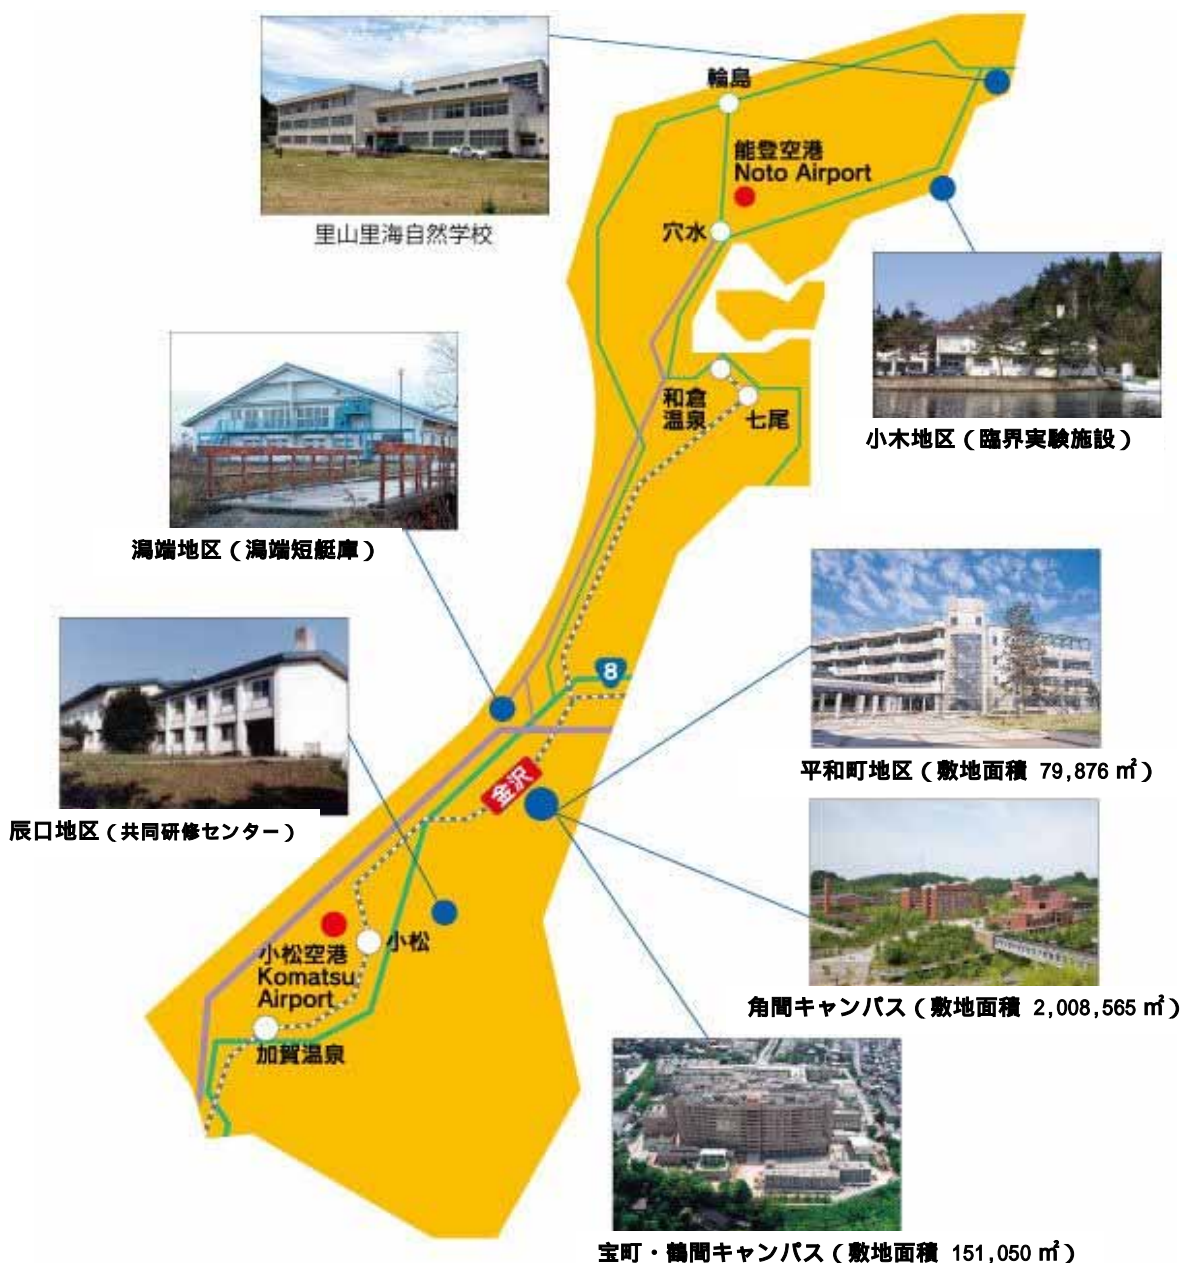 輪島
能登空港
Noto Airport
里山里海自然学校
穴水
和倉
温泉
七尾
小木地区（臨界実験施設）
潟端地区（潟端短艇庫）
8
平和町地区（敷地面積 79,876 ㎡）
金沢
辰口地区（共同研修センター）
小松
小松空港
Komatsu
Airport
角間キャンパス（敷地面積 2,008,565 ㎡）
加賀温泉
宝町・鶴間キャンパス（敷地面積 151,050 ㎡）